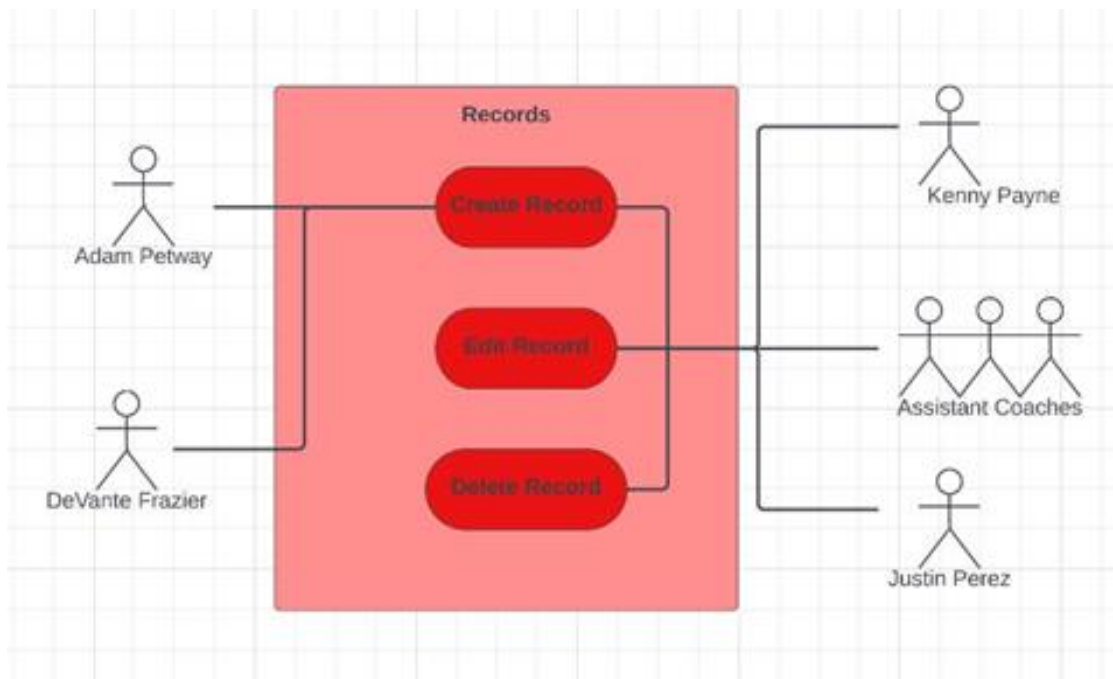 Records
Create Record
Kenny Payne
Adam Petway
Edit Record
Assistant Coaches
Delete Record
DeVante Frazier
Justin Perez